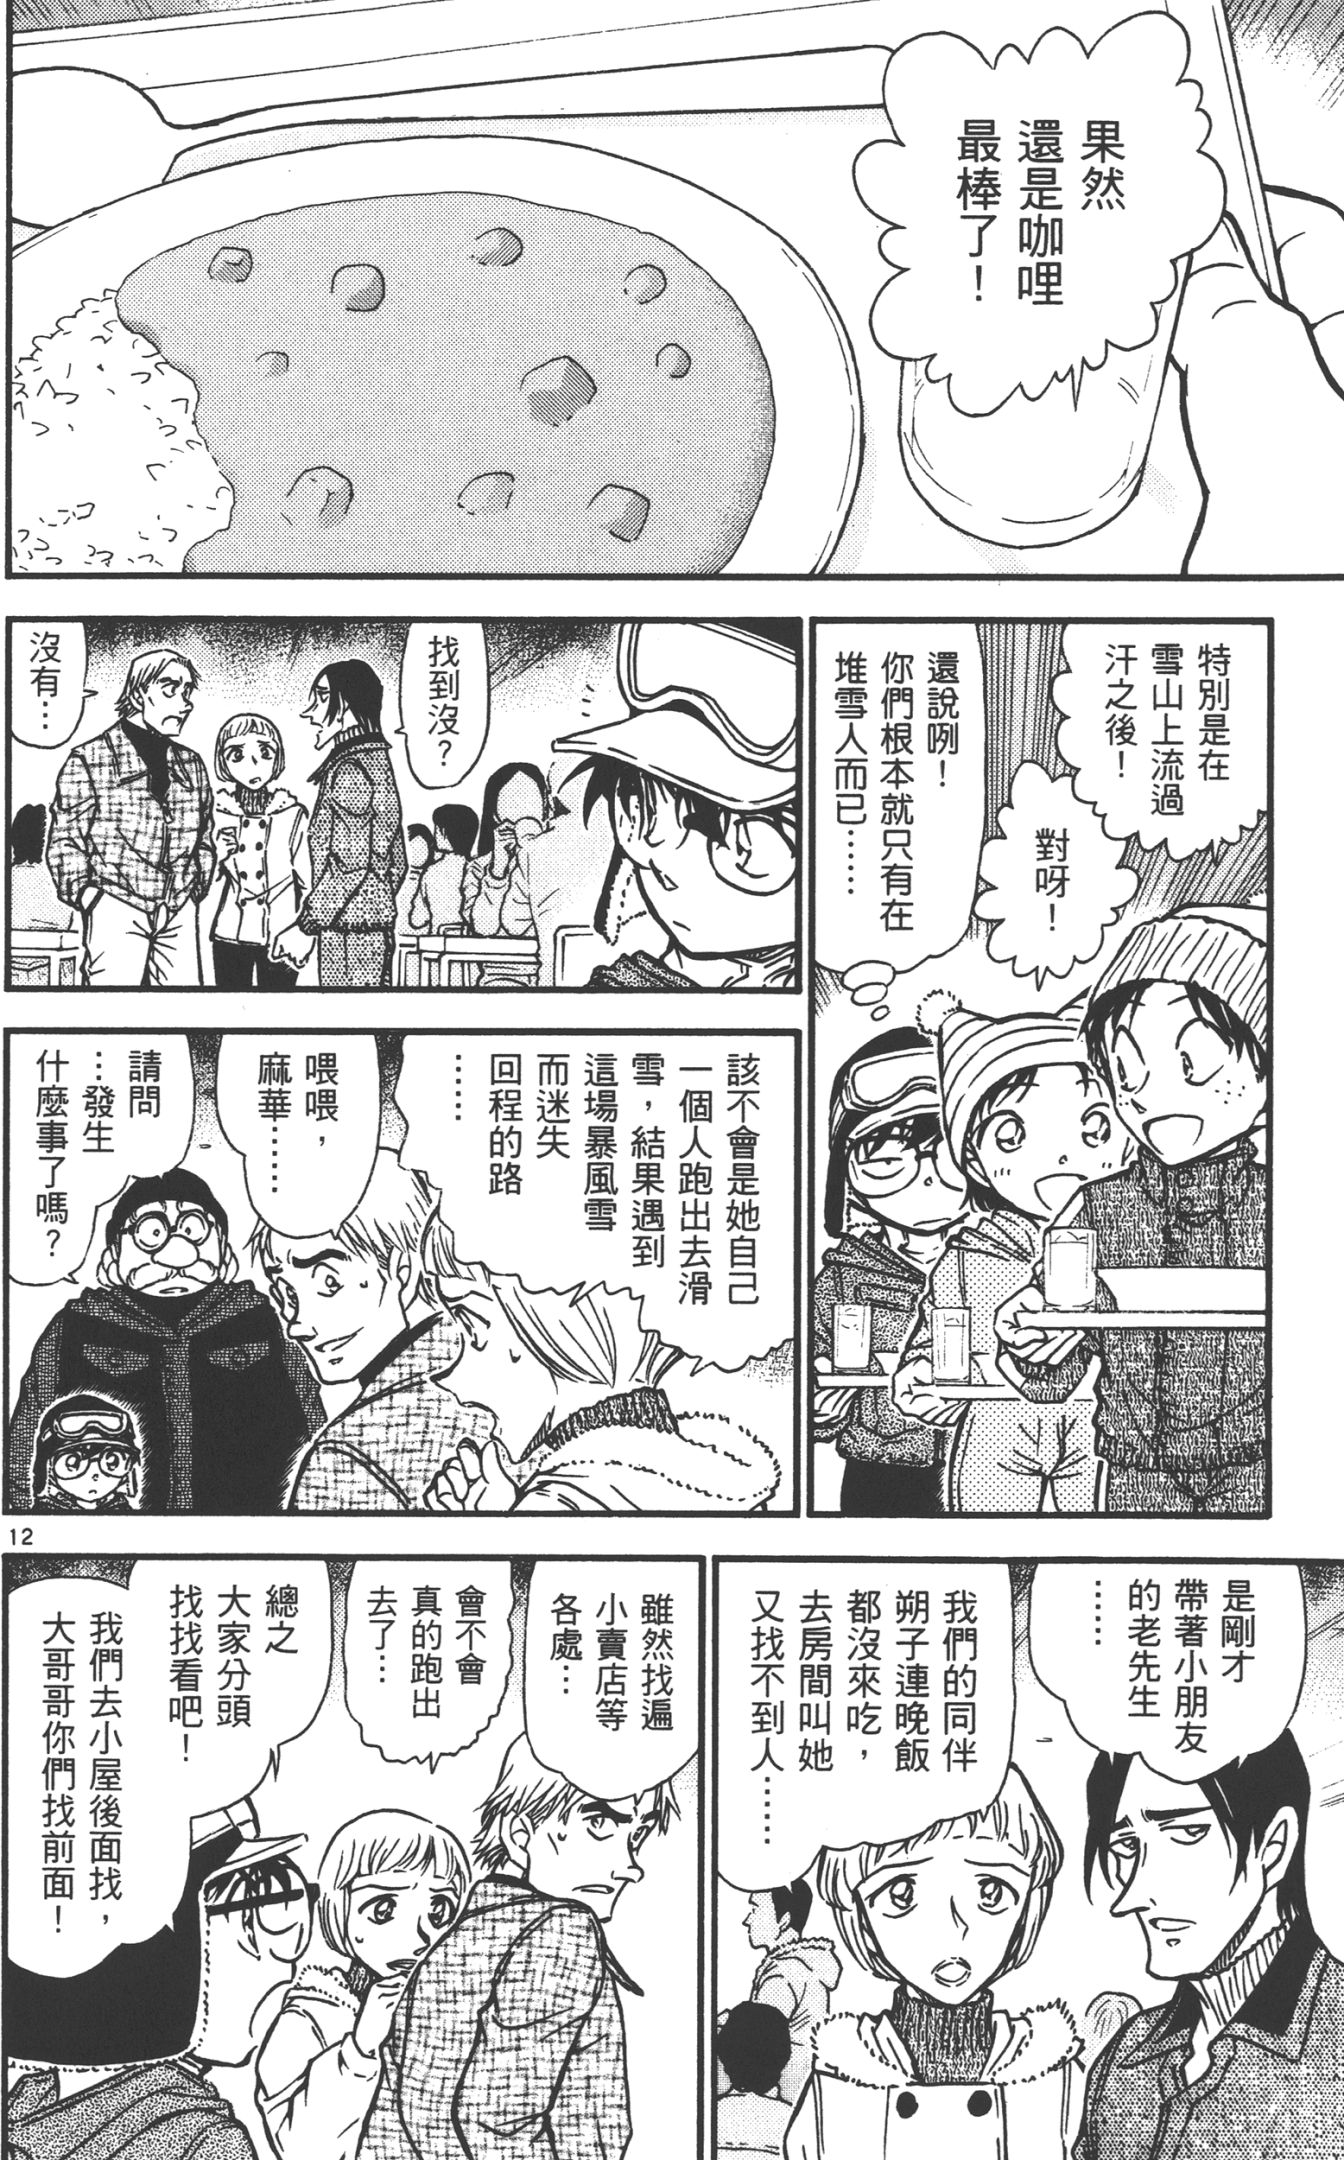 果然
還是咖哩
最棒了！
特別是在
雪山上流過
汗之後！
對呀！
還說咧！
你們根本就只有在
堆雪人而已……
找到沒？
沒有…
該不會是她自己
一個人跑出去滑
雪，結果遇到
這場暴風雪
而迷失
回程的路
……
喂喂，
麻華……
請問
…發生
什麼事了嗎？
12
是剛才
帶著小朋友
的老先生
……
我們的同伴
朔子連晚飯
都沒來吃，
去房間叫她
又找不到人……
雖然找遍
小賣店等
各處…
會不會
真的跑出
去了…
總之
大家分頭
找找看吧！
我們去小屋後面找，
大哥哥你們找前面！